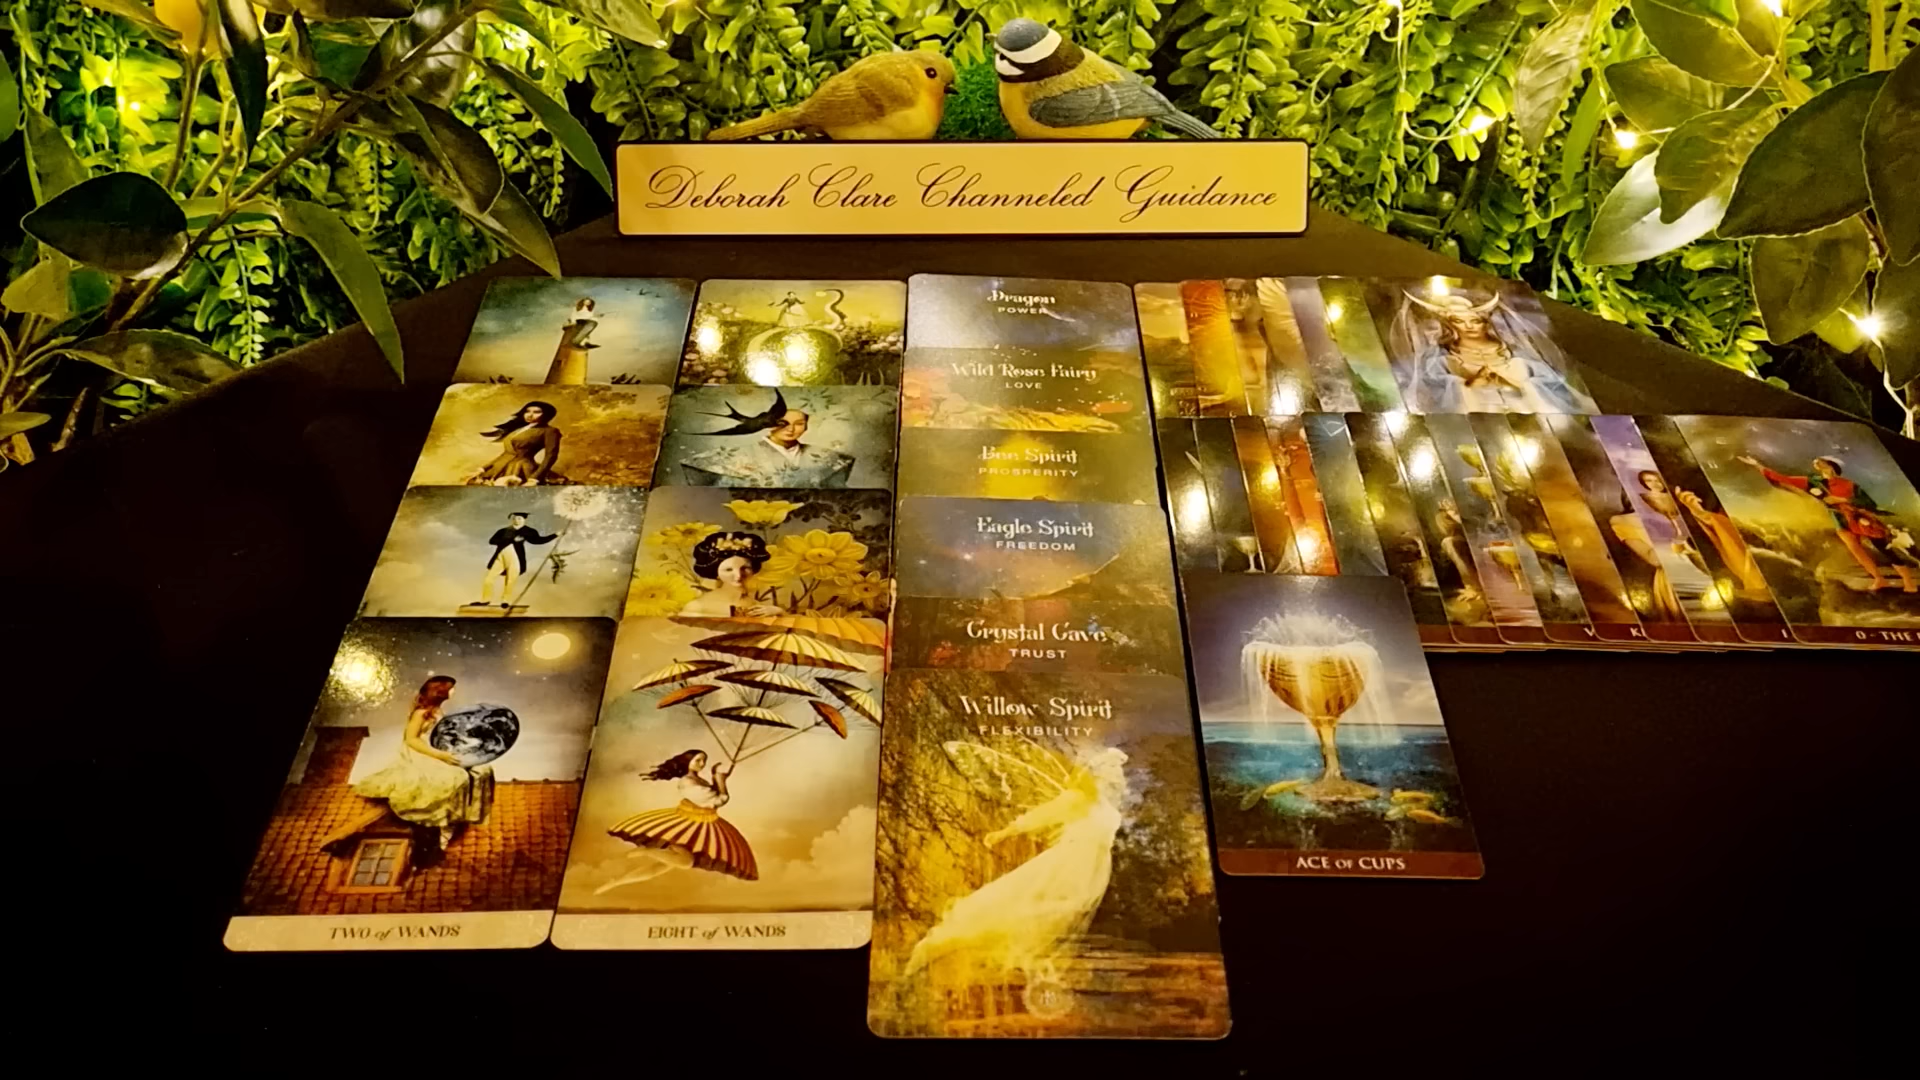 Deborah Clare Channeled Guidance
Dragon
POWER
Wild Rose Fairy
LOVE
Bee Spirit
PROSPERITY
Eagle Spirit
FREEDOM
Crystal Cave
TRUST
Willow Spirit
FLEXIBILITY
TWO of WANDS
EIGHT of WANDS
0 - THE
ACE OF CUPS